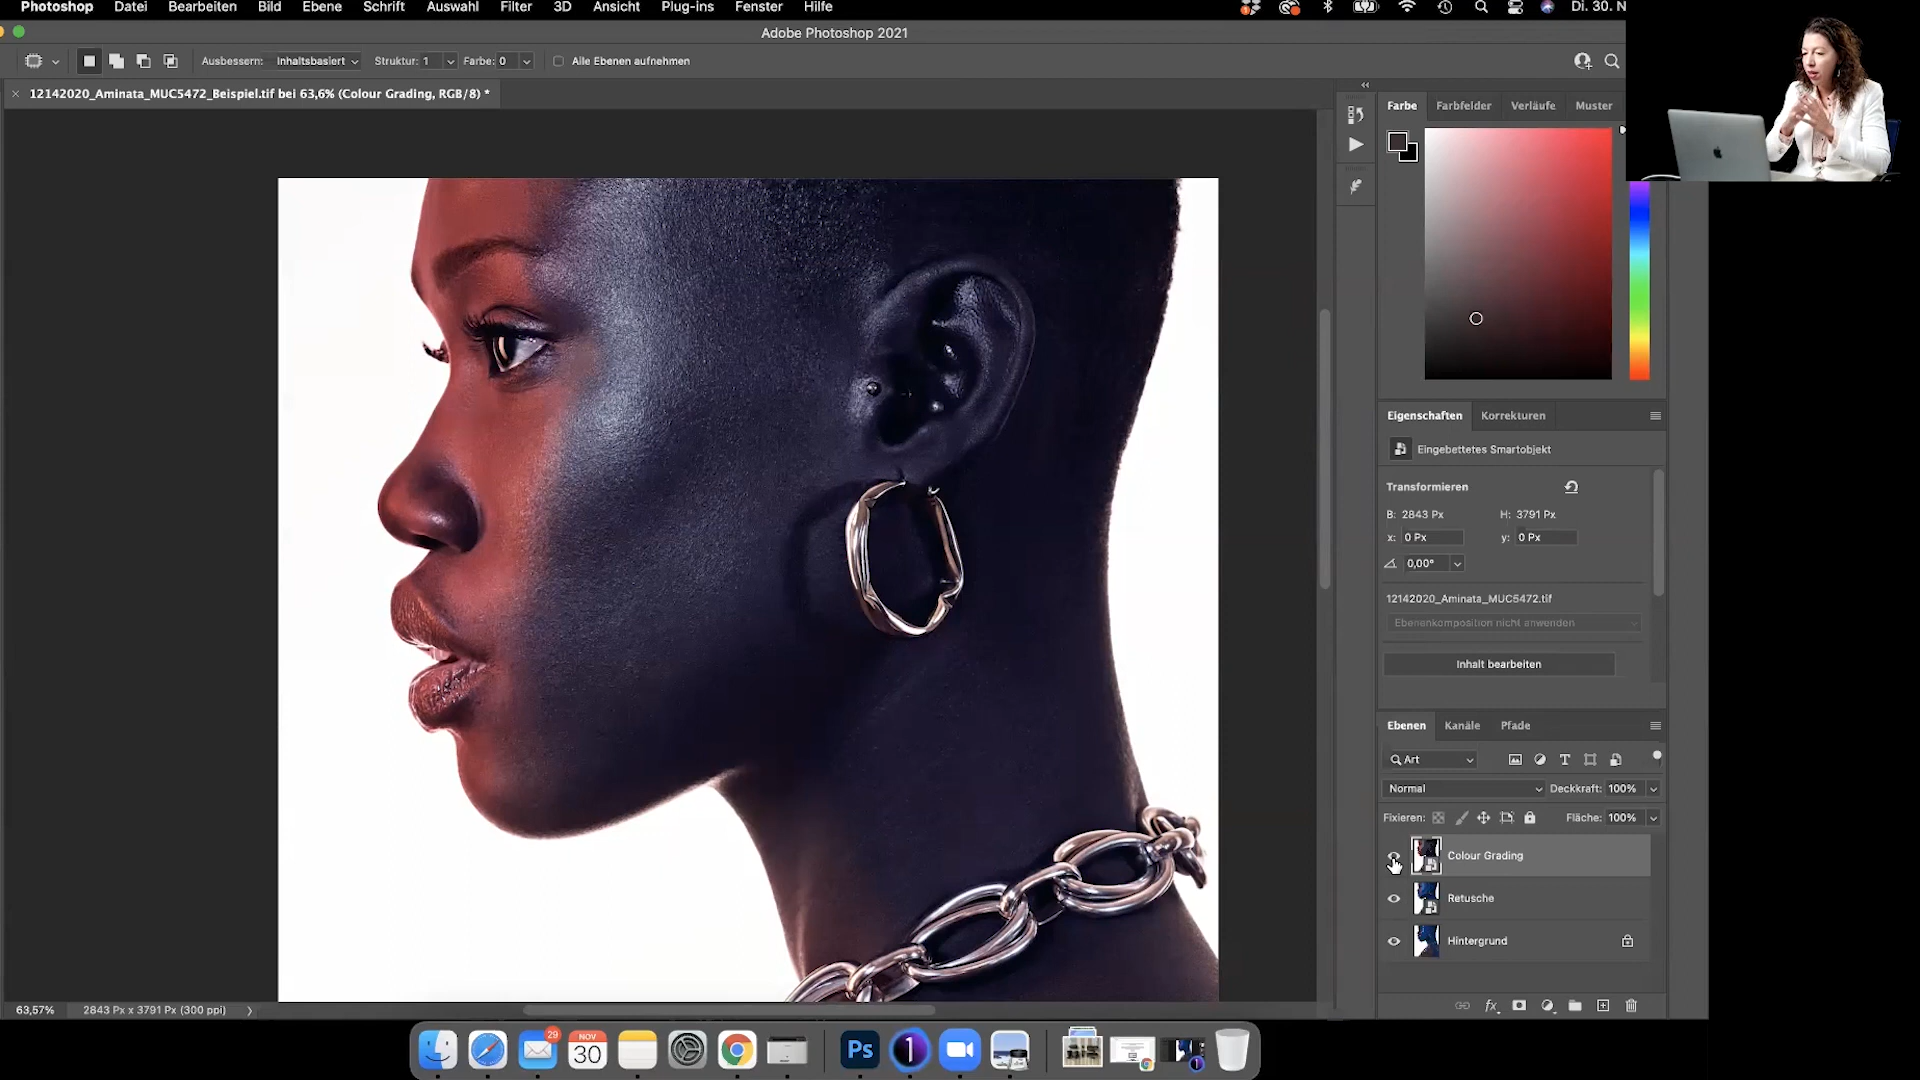 Photoshop Datei Bearbeiten Bild Ebene Schrift Auswahl Filter 3D Ansicht Plug-ins Fenster Hilfe Di. 30. N
Adobe Photoshop 2021
Ausbessern: Inhaltsbasiert Struktur: 1 Farbe: 0 Alle Ebenen aufnehmen
12142020_Aminata_MUC5472_Beispiel.tif bei 63,6% (Colour Grading, RGB/8) *
Farbe Farbfelder Verläufe Muster
Eigenschaften Korrekturen
Eingebettetes Smartobjekt
Transformieren
B: 2843 Px H: 3791 Px
x: 0 Px y: 0 Px
0,00°
12142020_Aminata_MUC5472.tif
Ebenenkomposition nicht anwenden
Inhalt bearbeiten
Ebenen Kanäle Pfade
Art
Normal Deckkraft: 100%
Fixieren: Fläche: 100%
Colour Grading
Retusche
Hintergrund
fx
63,57% 2843 Px x 3791 Px (300 ppi)
29
NOV
30
Ps
1